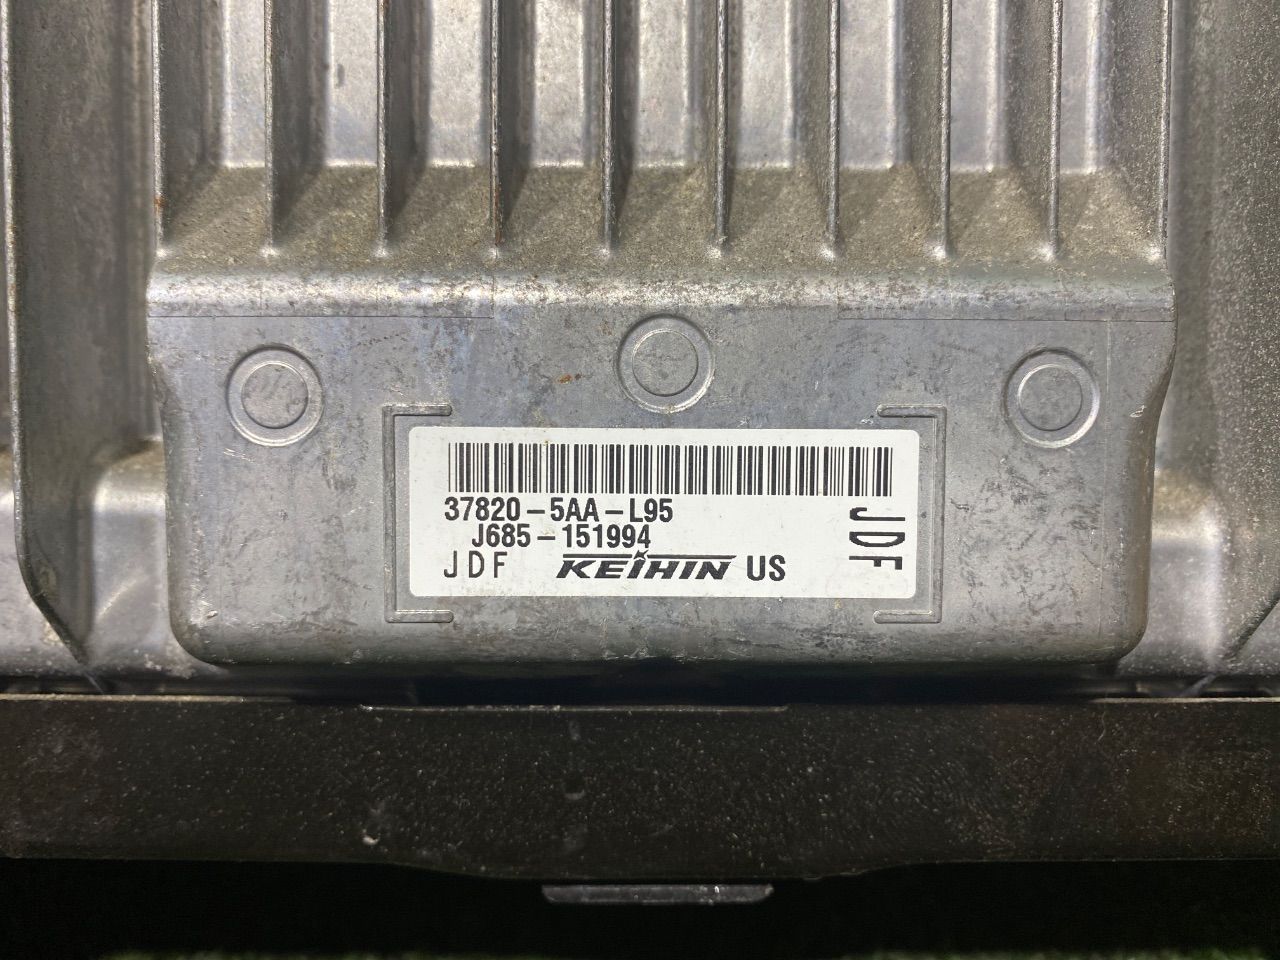 37820-5AA-L95
J685-151994
JDF KEIHIN US
JDF